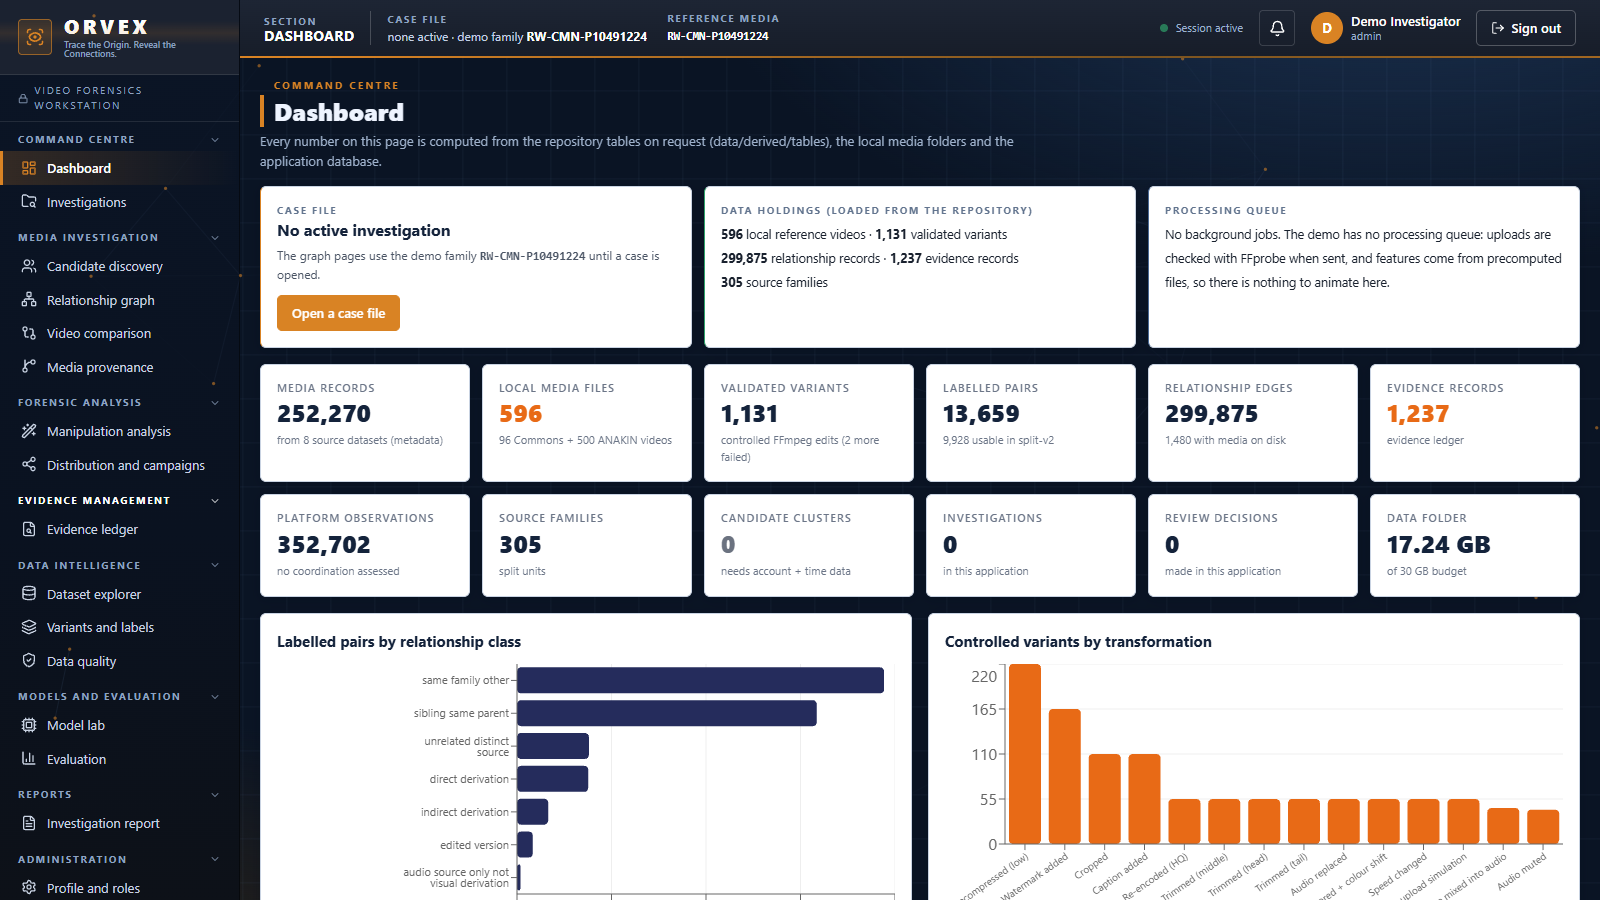 ORVEX
Trace the Origin. Reveal the
Connections.
VIDEO FORENSICS
WORKSTATION
COMMAND CENTRE
Dashboard
Investigations
MEDIA INVESTIGATION
Candidate discovery
Relationship graph
Video comparison
Media provenance
FORENSIC ANALYSIS
Manipulation analysis
Distribution and campaigns
EVIDENCE MANAGEMENT
Evidence ledger
DATA INTELLIGENCE
Dataset explorer
Variants and labels
Data quality
MODELS AND EVALUATION
Model lab
Evaluation
REPORTS
Investigation report
ADMINISTRATION
Profile and roles
SECTION
DASHBOARD
CASE FILE
none active · demo family RW-CMN-P10491224
REFERENCE MEDIA
RW-CMN-P10491224
Session active
D
Demo Investigator
admin
Sign out
COMMAND CENTRE
Dashboard
Every number on this page is computed from the repository tables on request (data/derived/tables), the local media folders and the
application database.
CASE FILE
No active investigation
The graph pages use the demo family RW-CMN-P10491224 until a case is
opened.
Open a case file
DATA HOLDINGS (LOADED FROM THE REPOSITORY)
596 local reference videos · 1,131 validated variants
299,875 relationship records · 1,237 evidence records
305 source families
PROCESSING QUEUE
No background jobs. The demo has no processing queue: uploads are
checked with FFprobe when sent, and features come from precomputed
files, so there is nothing to animate here.
MEDIA RECORDS
252,270
from 8 source datasets (metadata)
LOCAL MEDIA FILES
596
96 Commons + 500 ANAKIN videos
VALIDATED VARIANTS
1,131
controlled FFmpeg edits (2 more
failed)
LABELLED PAIRS
13,659
9,928 usable in split-v2
RELATIONSHIP EDGES
299,875
1,480 with media on disk
EVIDENCE RECORDS
1,237
evidence ledger
PLATFORM OBSERVATIONS
352,702
no coordination assessed
SOURCE FAMILIES
305
split units
CANDIDATE CLUSTERS
0
needs account + time data
INVESTIGATIONS
0
in this application
REVIEW DECISIONS
0
made in this application
DATA FOLDER
17.24 GB
of 30 GB budget
Labelled pairs by relationship class
same family other
sibling same parent
unrelated distinct
source
direct derivation
indirect derivation
edited version
audio source only not
visual derivation
Controlled variants by transformation
220
165
110
55
0
compressed (low)
Watermark added
Cropped
Caption added
Re-encoded (HQ)
Trimmed (middle)
Trimmed (head)
Trimmed (tail)
Audio replaced
+ colour shift
Speed changed
upload simulation
mixed into audio
Audio muted